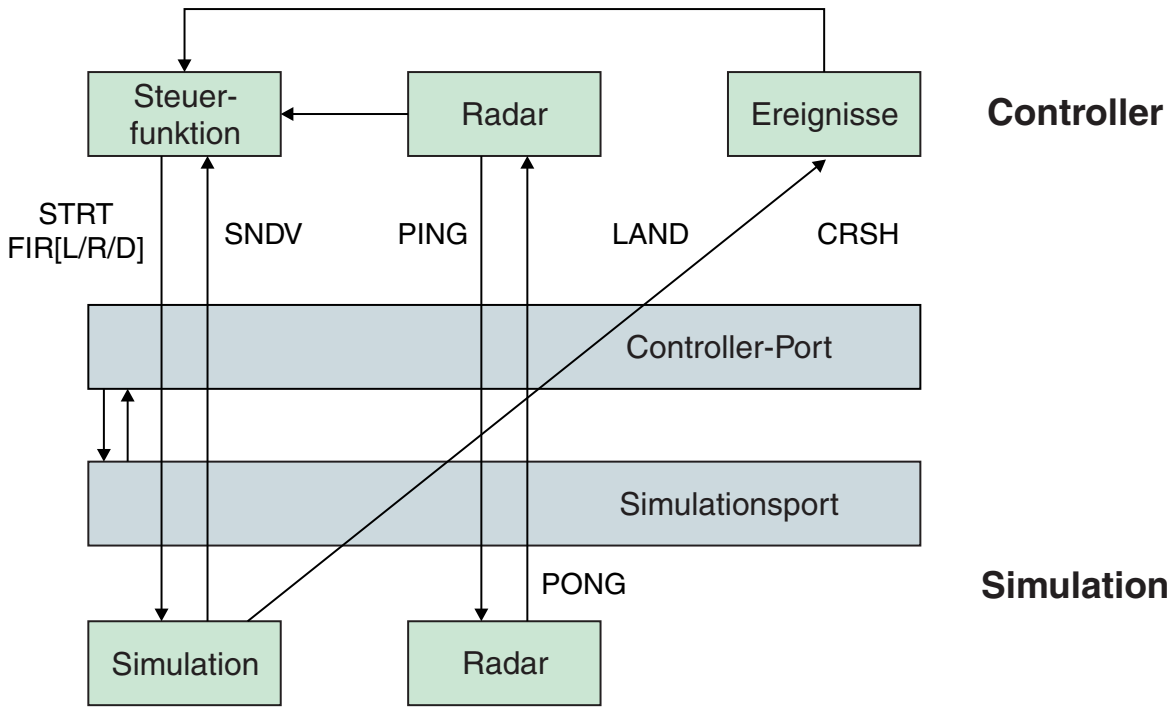 Steuer-
funktion
Radar
Ereignisse
Controller
STRT
FIR[L/R/D]
SNDV
PING
LAND
CRSH
Controller-Port
Simulationsport
PONG
Simulation
Simulation
Radar